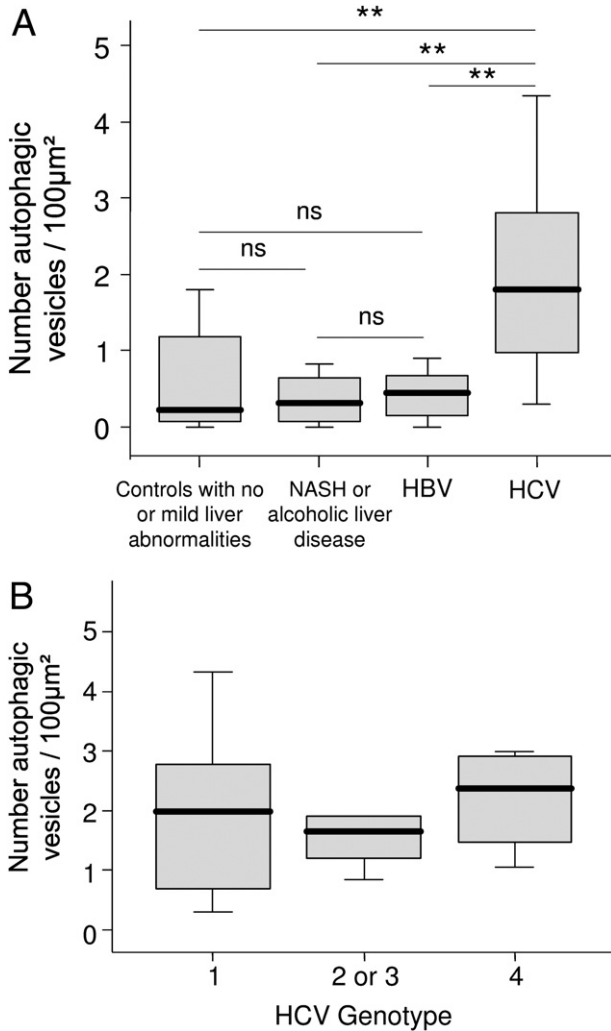 A
**
**
**
5
4
3
2
1
0
Number autophagic
vesicles / 100µm²
ns
ns
ns
Controls with no
or mild liver
abnormalities
NASH or
alcoholic liver
disease
HBV
HCV
B
5
4
3
2
1
0
Number autophagic
vesicles / 100µm²
1
2 or 3
4
HCV Genotype